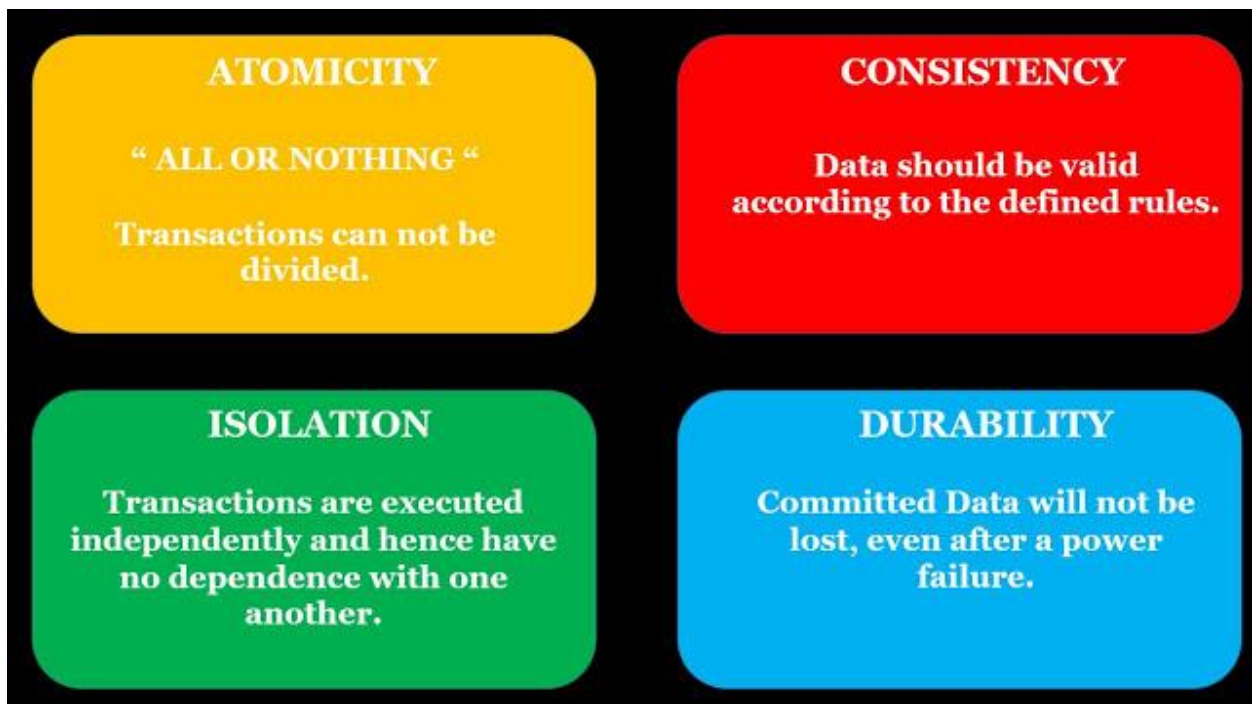 ATOMICITY
“ ALL OR NOTHING “
Transactions can not be
divided.
CONSISTENCY
Data should be valid
according to the defined rules.
ISOLATION
Transactions are executed
independently and hence have
no dependence with one
another.
DURABILITY
Committed Data will not be
lost, even after a power
failure.